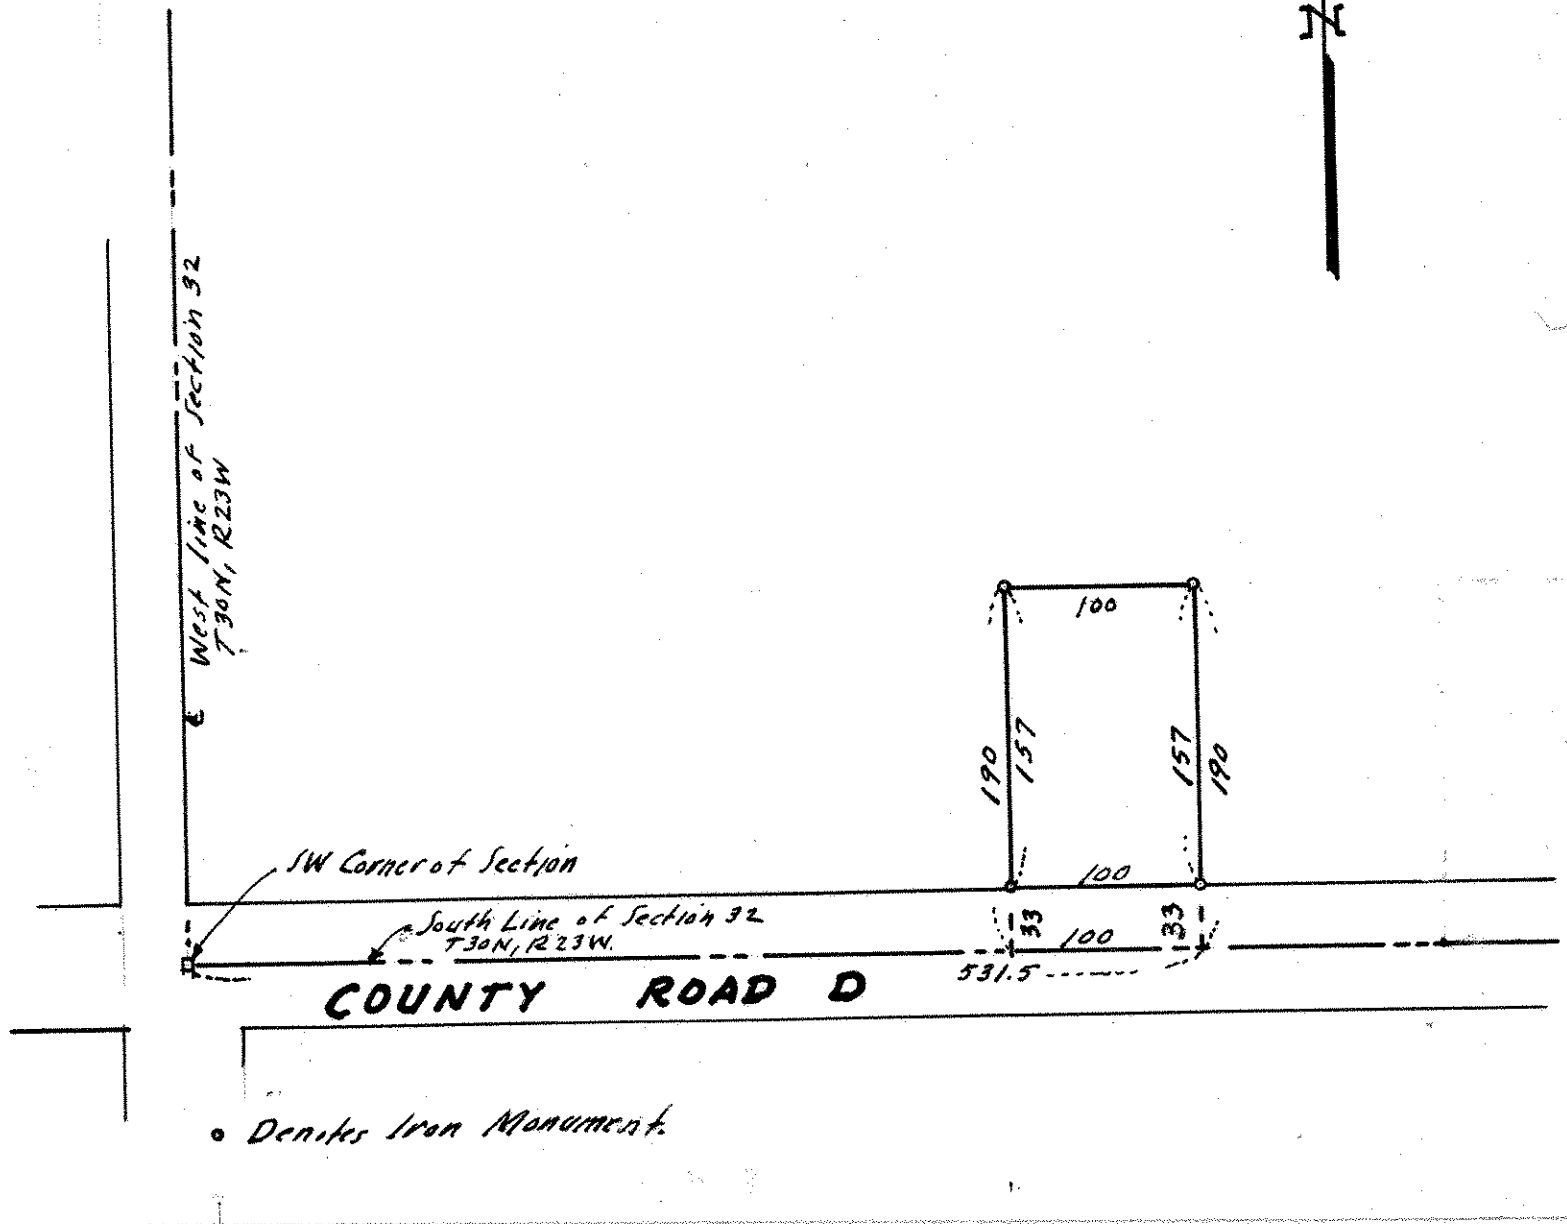 N
West line of Section 32
T30N, R23W
℄
100
190
157
157
190
SW Corner of Section
100
South Line of Section 32
T30N, R23W.
33
33
100
531.5
COUNTY ROAD D
Denotes Iron Monument.